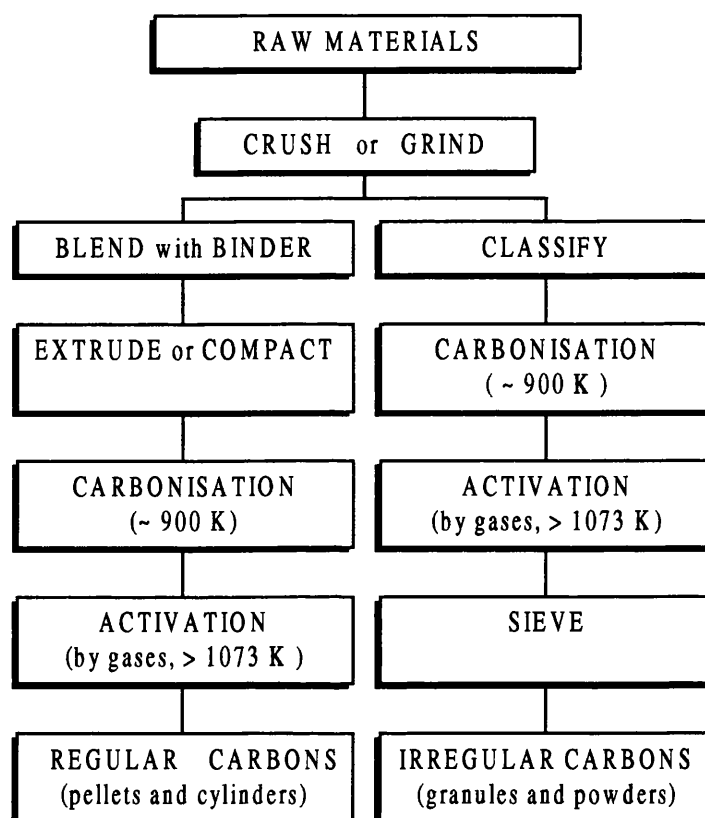 RAW MATERIALS
CRUSH or GRIND
BLEND with BINDER
EXTRUDE or COMPACT
CARBONISATION
(~ 900 K)
ACTIVATION
(by gases, > 1073 K )
REGULAR CARBONS
(pellets and cylinders)
CLASSIFY
CARBONISATION
( ~ 900 K )
ACTIVATION
(by gases, > 1073 K)
SIEVE
IRREGULAR CARBONS
(granules and powders)